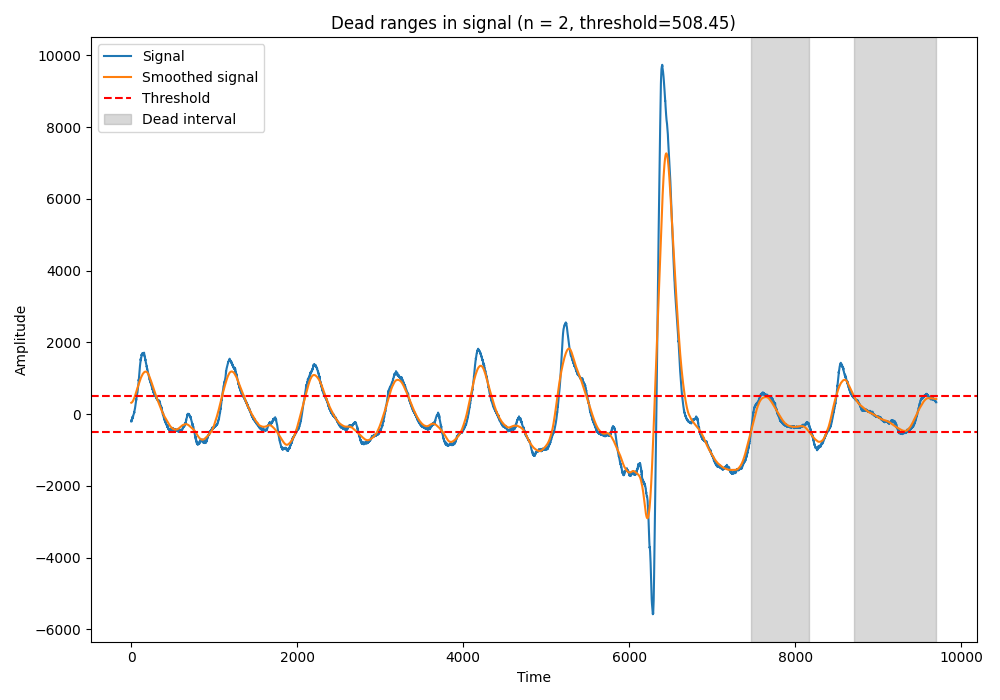 Dead ranges in signal (n = 2, threshold=508.45)
Signal
Smoothed signal
Threshold
Dead interval
Amplitude
10000
8000
6000
4000
2000
0
−2000
−4000
−6000
0 2000 4000 6000 8000 10000
Time